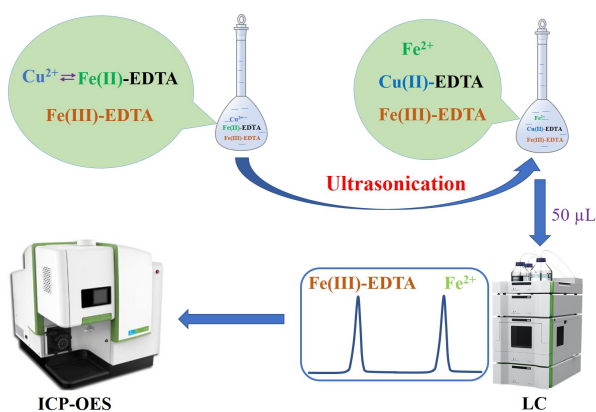 Cu²⁺⇌Fe(II)-EDTA
Fe(III)-EDTA
Cu²⁺
Fe(II)-EDTA
Fe(III)-EDTA
Fe²⁺
Cu(II)-EDTA
Fe(III)-EDTA
Fe²⁺
Cu(II)-EDTA
Fe(III)-EDTA
Ultrasonication
50 µL
Fe(III)-EDTA Fe²⁺
ICP-OES
LC